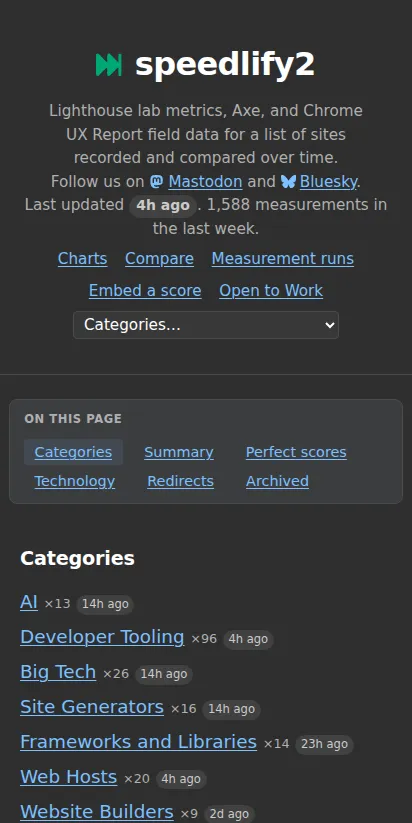 speedlify2
Lighthouse lab metrics, Axe, and Chrome
UX Report field data for a list of sites
recorded and compared over time.
Follow us on Mastodon and Bluesky.
Last updated 4h ago. 1,588 measurements in
the last week.
Charts Compare Measurement runs
Embed a score Open to Work
Categories...
ON THIS PAGE
Categories Summary Perfect scores
Technology Redirects Archived
Categories
AI ×13 14h ago
Developer Tooling ×96 4h ago
Big Tech ×26 14h ago
Site Generators ×16 14h ago
Frameworks and Libraries ×14 23h ago
Web Hosts ×20 4h ago
Website Builders ×9 2d ago